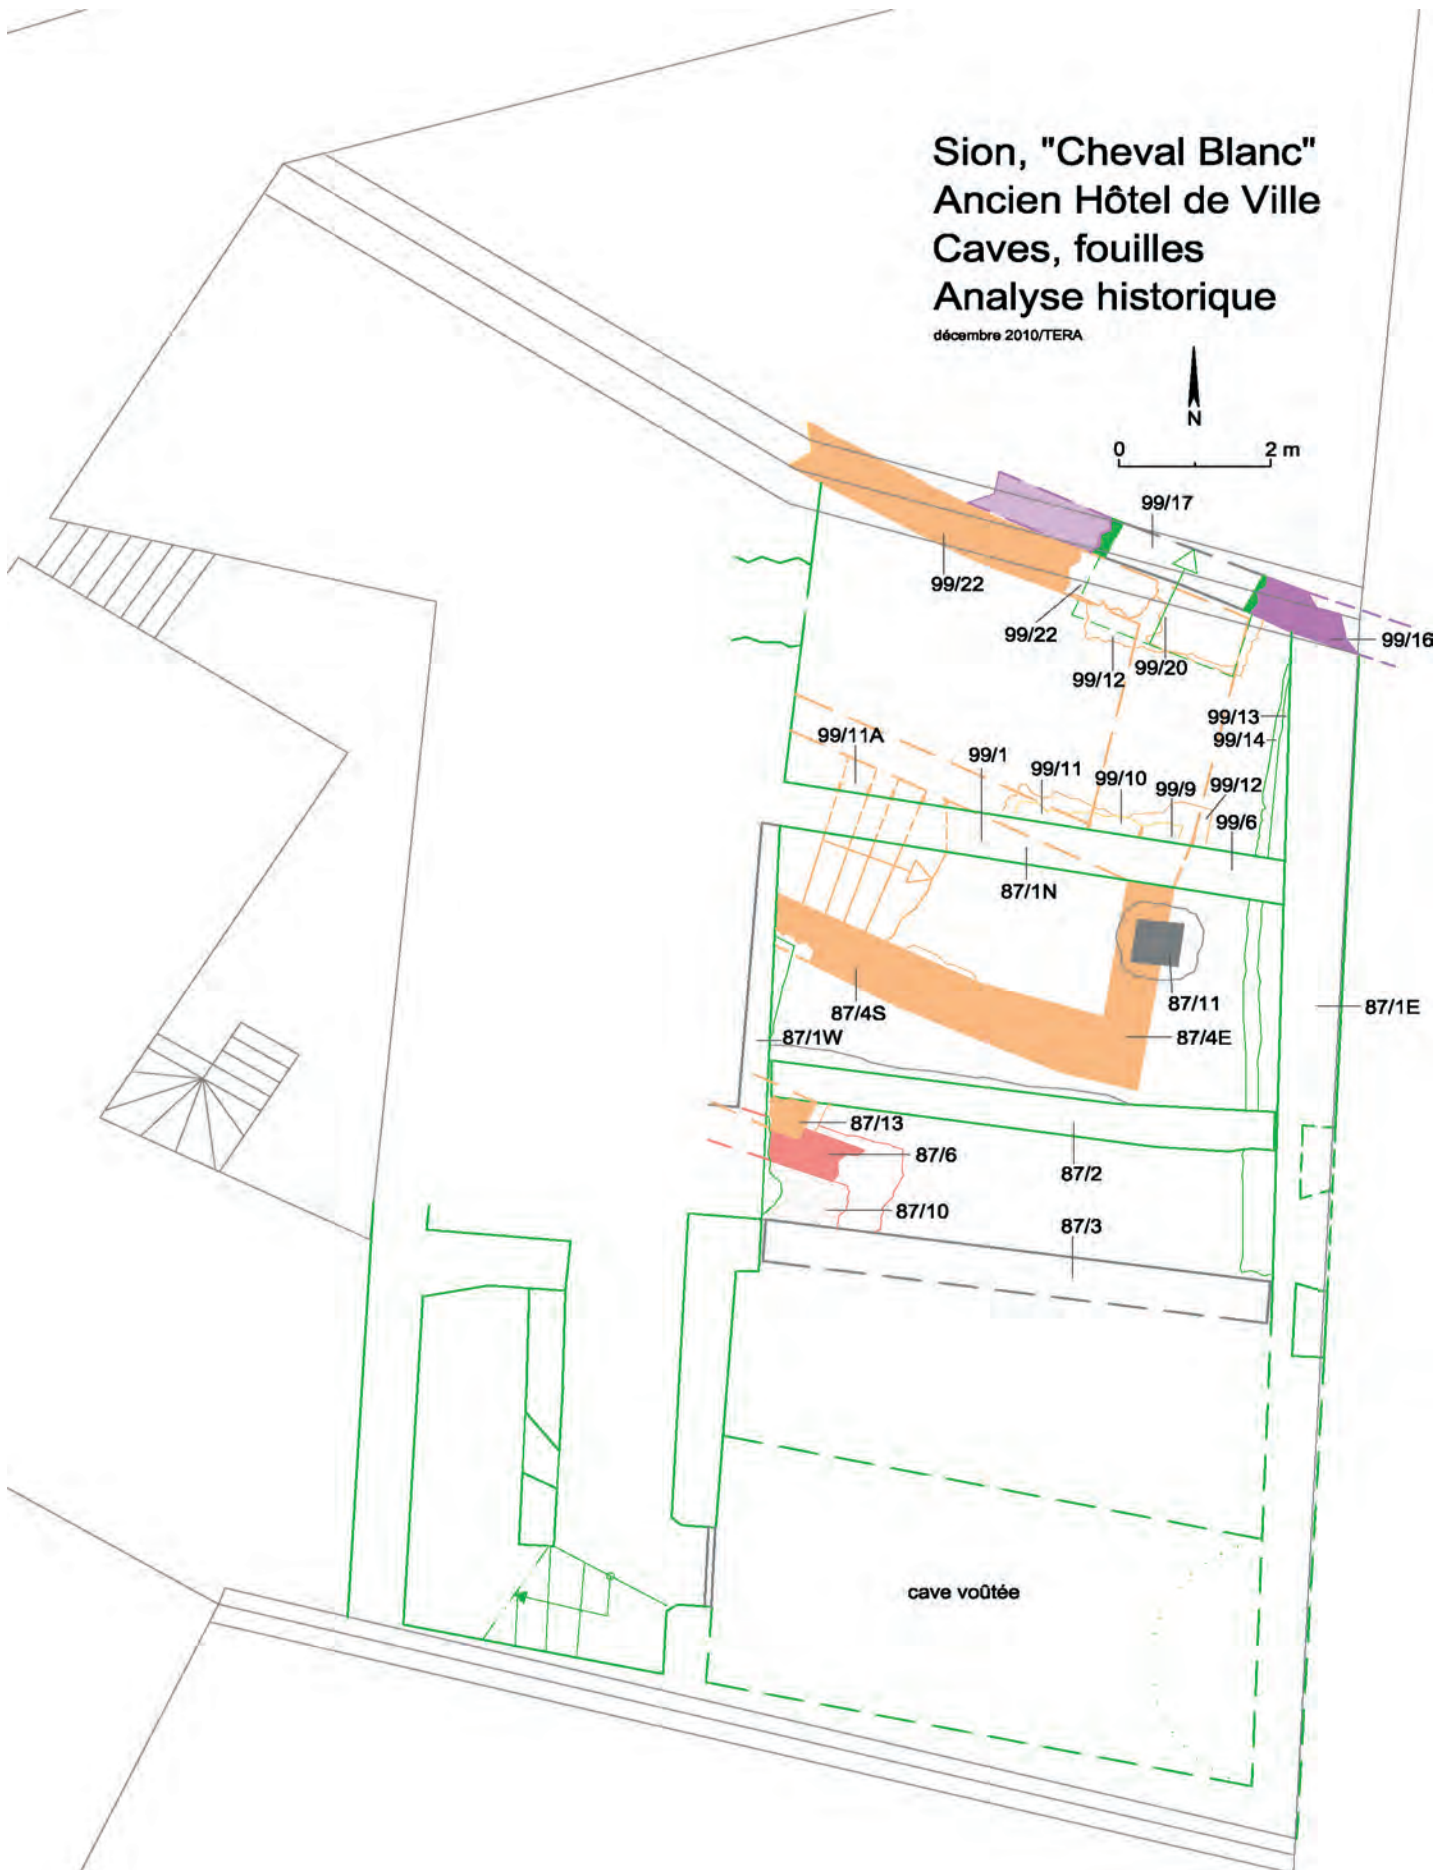 Sion, "Cheval Blanc"
Ancien Hôtel de Ville
Caves, fouilles
Analyse historique
décembre 2010/TERA
N
0 2 m
99/17
99/22
99/22
99/16
99/12
99/20
99/13
99/14
99/11A
99/1
99/11
99/10
99/9
99/12
99/6
87/1N
87/11
87/1E
87/4S
87/1W
87/4E
87/13
87/6
87/2
87/10
87/3
cave voûtée